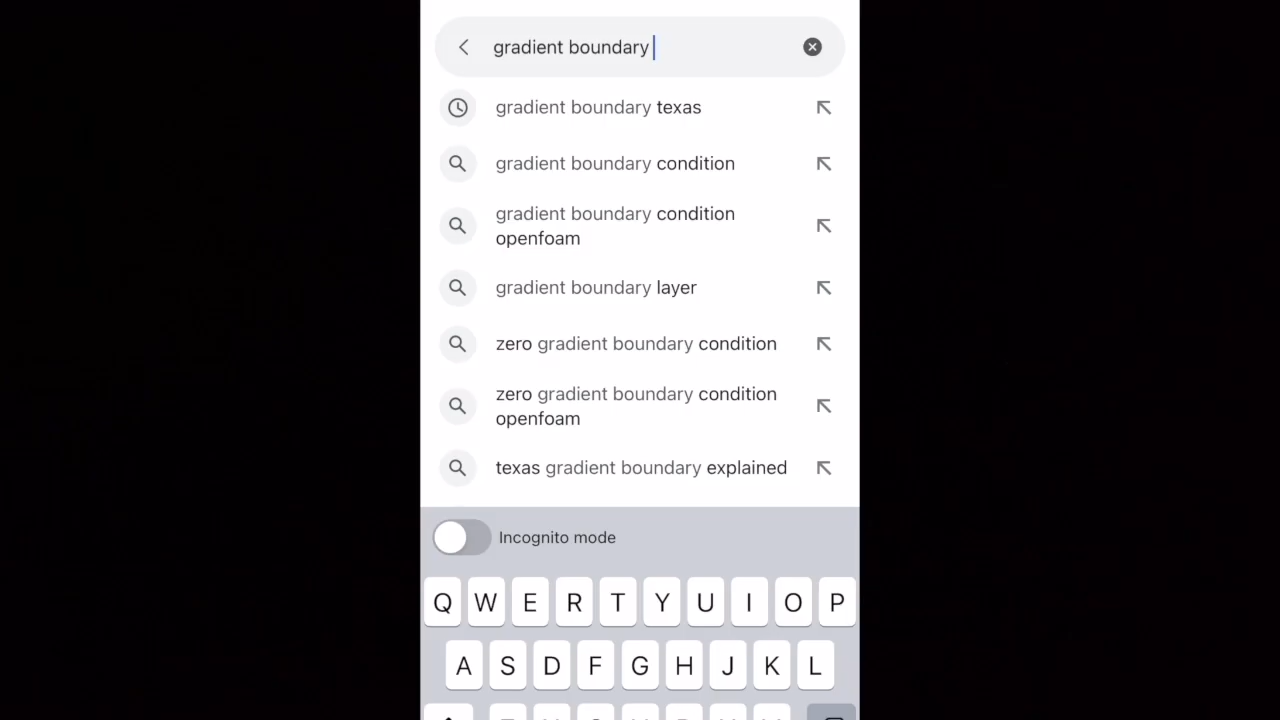 gradient boundary
gradient boundary texas
gradient boundary condition
gradient boundary condition
openfoam
gradient boundary layer
zero gradient boundary condition
zero gradient boundary condition
openfoam
texas gradient boundary explained
Incognito mode
Q W E R T Y U I O P
A S D F G H J K L